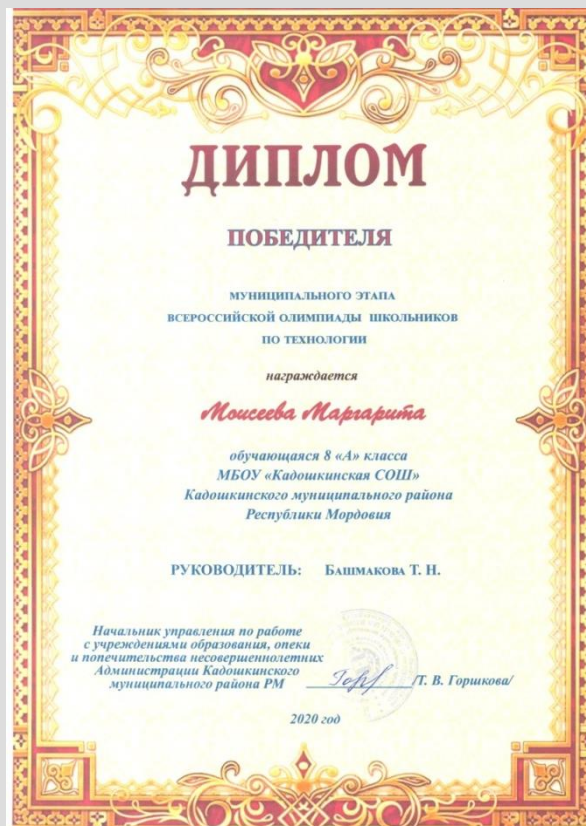 ДИПЛОМ
ПОБЕДИТЕЛЯ
МУНИЦИПАЛЬНОГО ЭТАПА
ВСЕРОССИЙСКОЙ ОЛИМПИАДЫ ШКОЛЬНИКОВ
ПО ТЕХНОЛОГИИ
награждается
Моисеева Маргарита
обучающаяся 8 «А» класса
МБОУ «Кадошкинская СОШ»
Кадошкинского муниципального района
Республики Мордовия
РУКОВОДИТЕЛЬ: БАШМАКОВА Т. Н.
Начальник управления по работе
с учреждениями образования, опеки
и попечительства несовершеннолетних
Администрации Кадошкинского
муниципального района РМ /Т. В. Горшкова/
2020 год